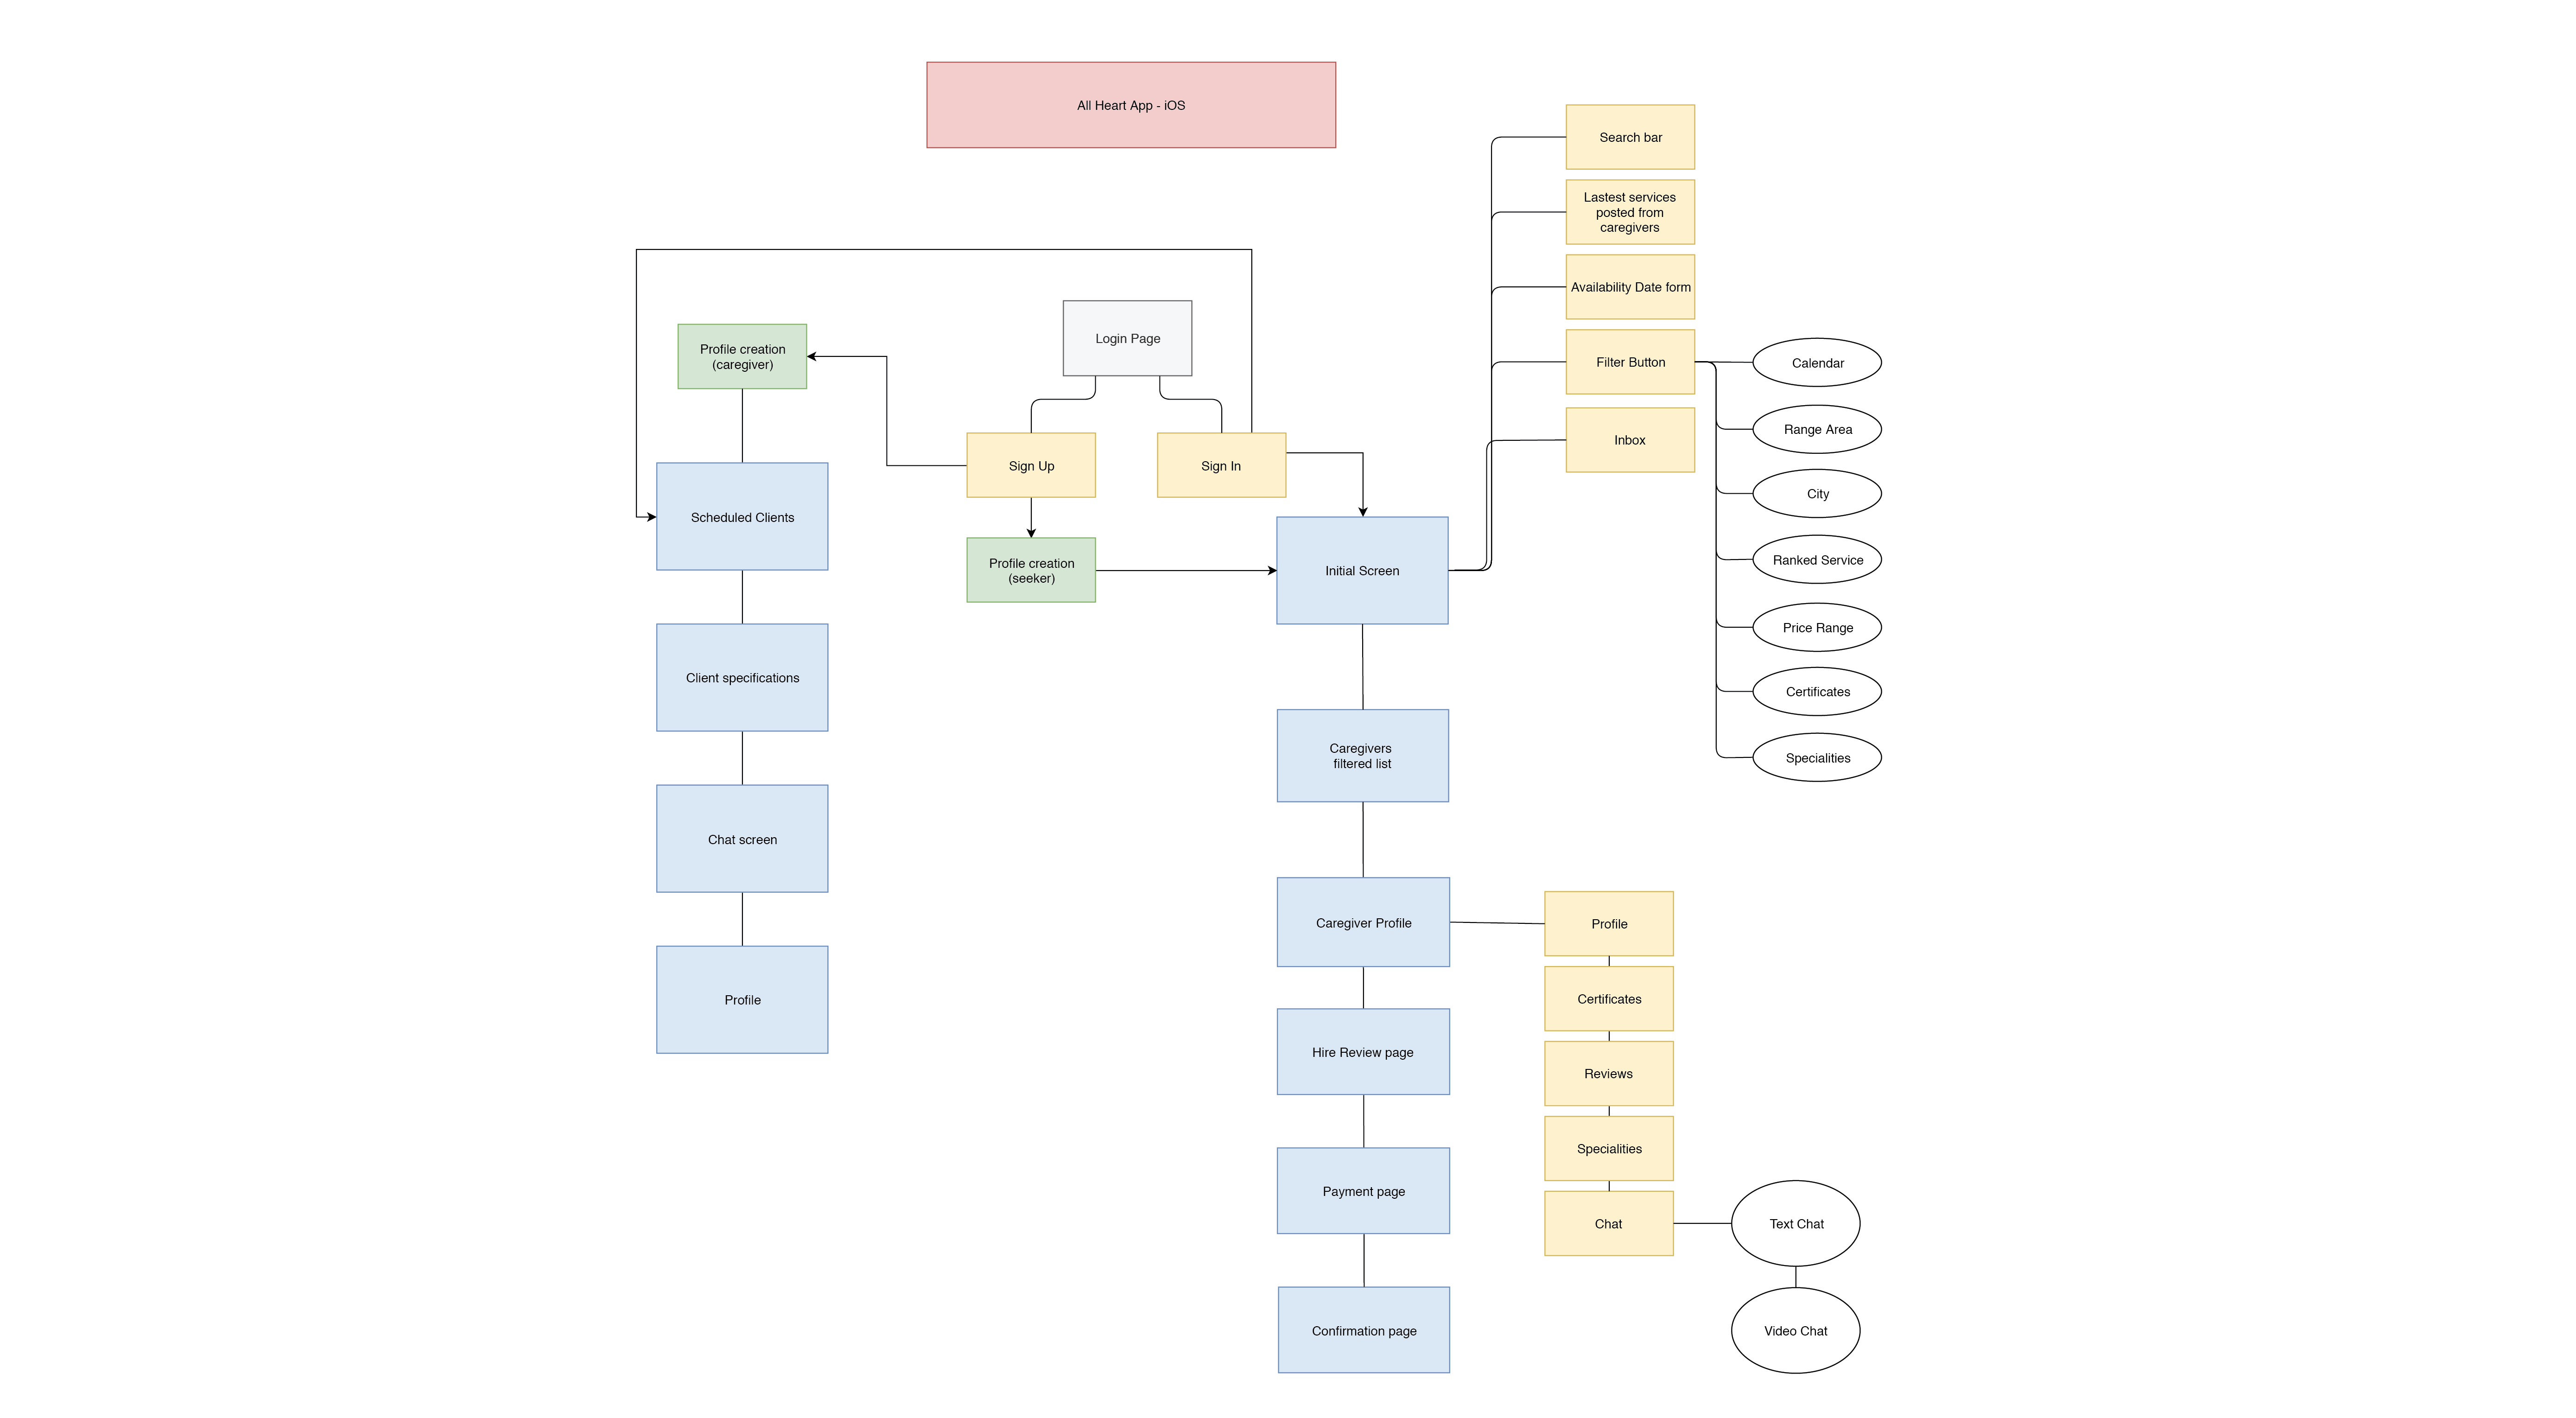 All Heart App - iOS
Search bar
Lastest services
posted from
caregivers
Availability Date form
Login Page
Profile creation
(caregiver)
Filter Button
Calendar
Range Area
Inbox
Sign Up
Sign In
City
Scheduled Clients
Profile creation
(seeker)
Initial Screen
Ranked Service
Price Range
Client specifications
Certificates
Caregivers
filtered list
Specialities
Chat screen
Caregiver Profile
Profile
Profile
Certificates
Hire Review page
Reviews
Specialities
Payment page
Chat
Text Chat
Confirmation page
Video Chat